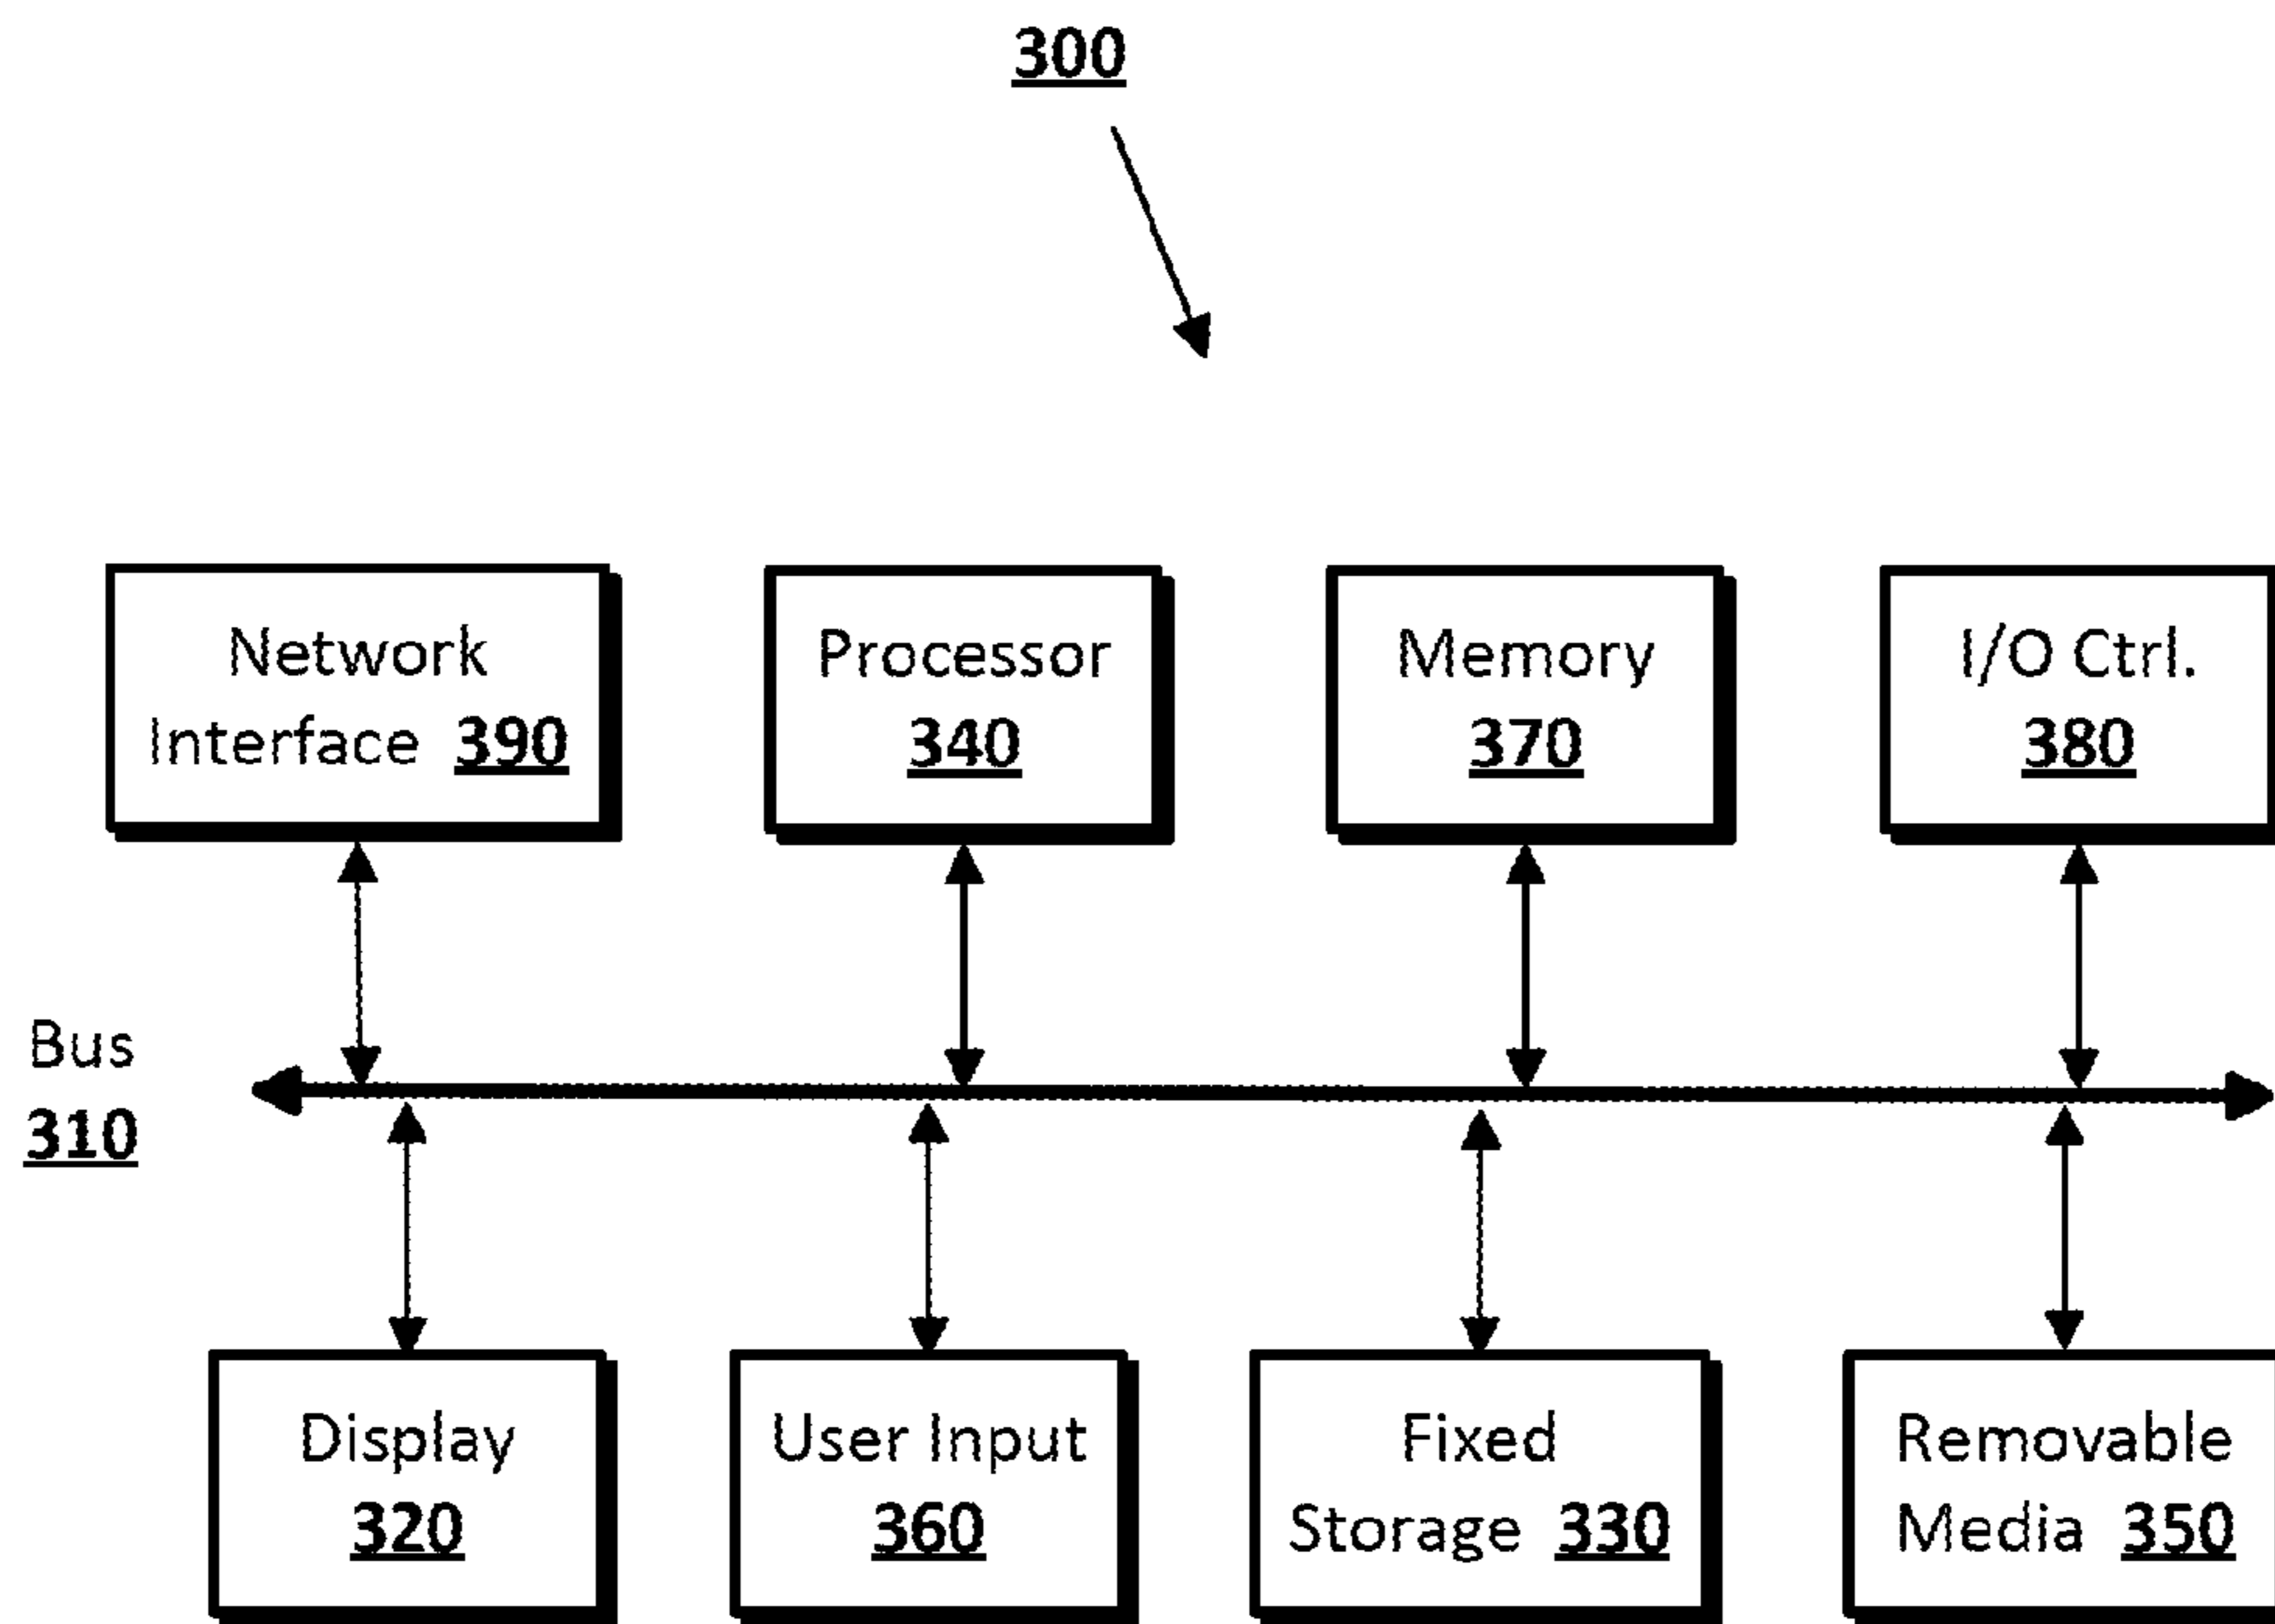 300
Network
Interface 390
Processor
340
Memory
370
I/O Ctrl.
380
Bus
310
Display
320
User Input
360
Fixed
Storage 330
Removable
Media 350